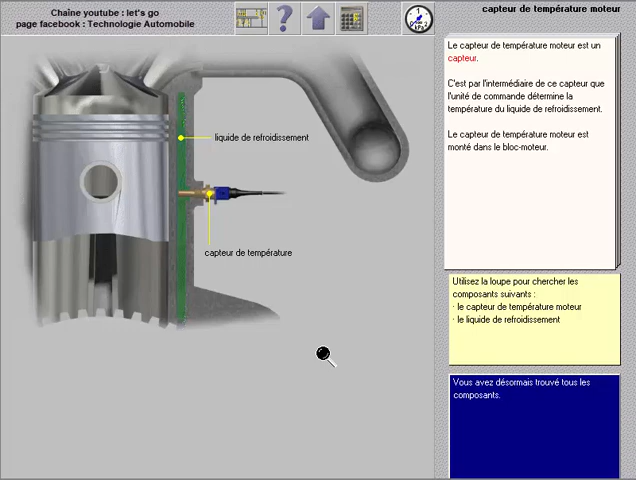 Chaîne youtube : let's go
page facebook : Technologie Automobile
capteur de température moteur
Le capteur de température moteur est un
capteur.
C'est par l'intermédiaire de ce capteur que
l'unité de commande détermine la
température du liquide de refroidissement.
Le capteur de température moteur est
monté dans le bloc-moteur.
liquide de refroidissement
capteur de température
Utilisez la loupe pour chercher les
composants suivants :
· le capteur de température moteur
· le liquide de refroidissement
Vous avez désormais trouvé tous les
composants.